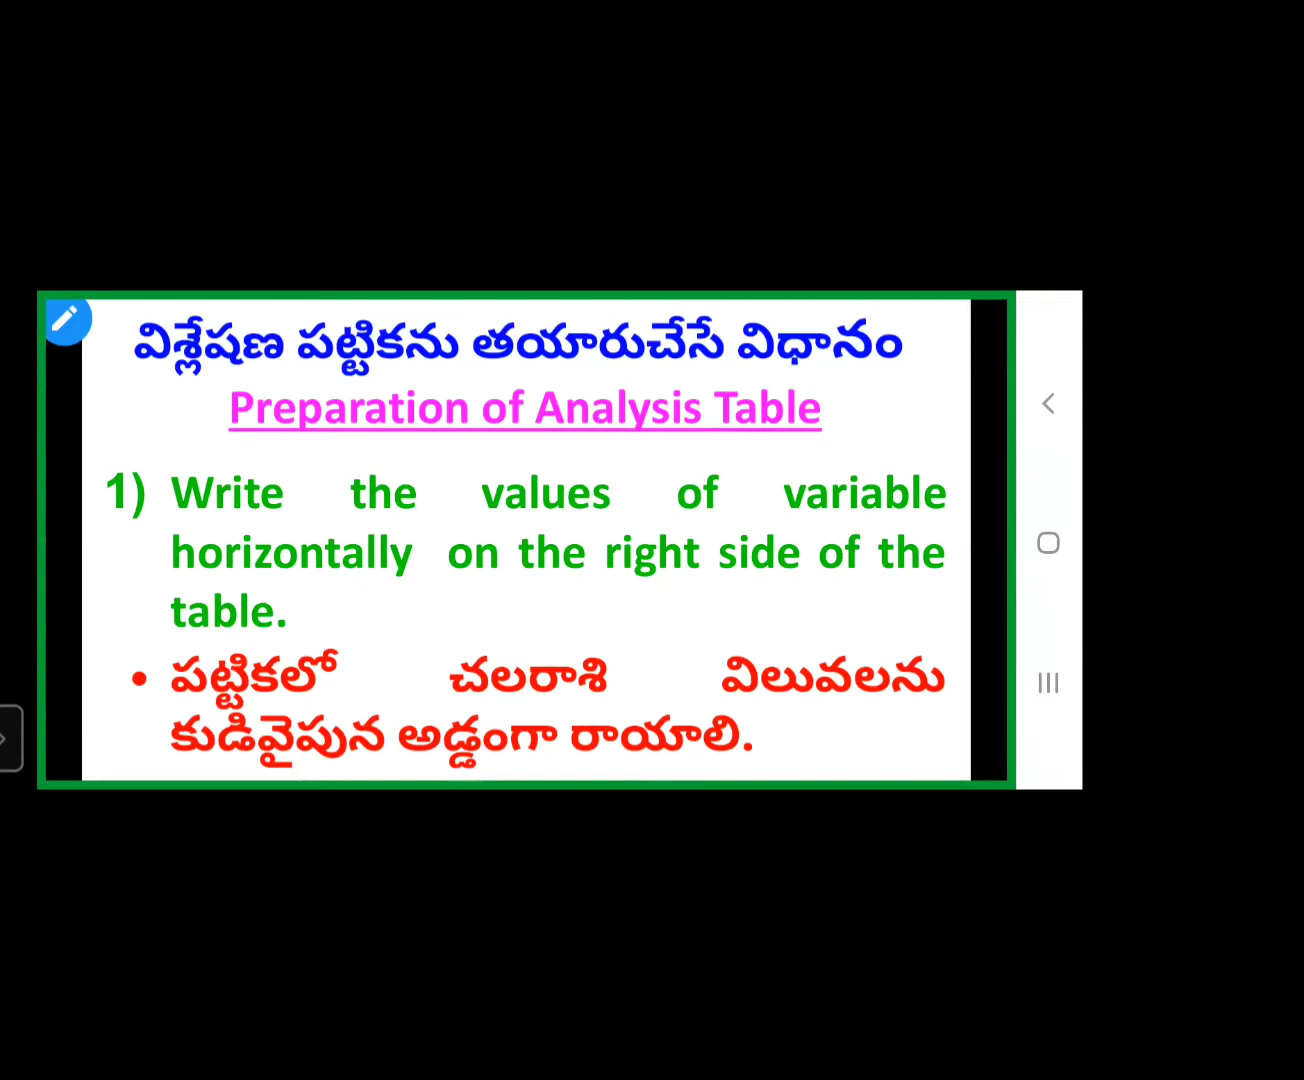 విశ్లేషణ పట్టికను తయారుచేసే విధానం
Preparation of Analysis Table
1) Write the values of variable
horizontally on the right side of the
table.
• పట్టికలో చలరాశి విలువలను
కుడివైపున అడ్డంగా రాయాలి.